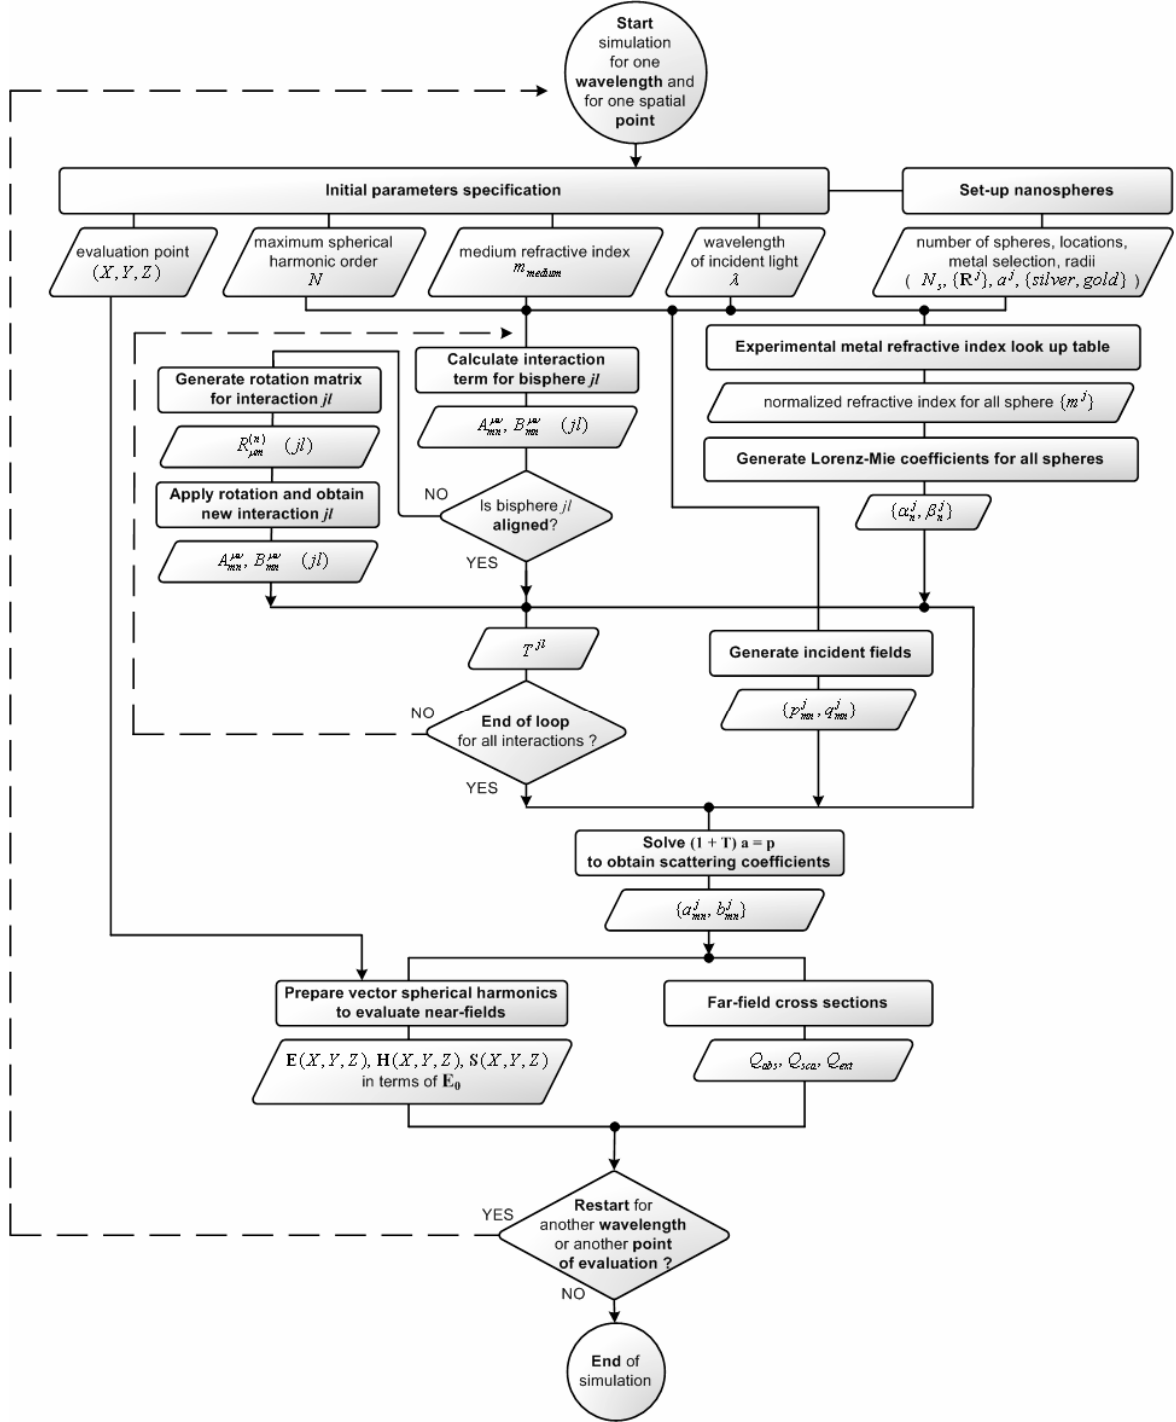 Start
simulation
for one
wavelength and
for one spatial
point
Initial parameters specification
Set-up nanospheres
evaluation point
(X, Y, Z)
maximum spherical
harmonic order
N
medium refractive index
m_medium
wavelength
of incident light
λ
number of spheres, locations,
metal selection, radii
( N_s, {R^j}, a^j, {silver, gold} )
Calculate interaction
term for bisphere jl
A_mn^μν, B_mn^μν (jl)
Is bisphere jl
aligned?
NO
YES
Generate rotation matrix
for interaction jl
R_μm^(n) (jl)
Apply rotation and obtain
new interaction jl
A_mn^μν, B_mn^μν (jl)
Experimental metal refractive index look up table
normalized refractive index for all sphere {m^j}
Generate Lorenz-Mie coefficients for all spheres
{α_n^j, β_n^j}
T^jl
End of loop
for all interactions ?
NO
YES
Generate incident fields
{p_mn^j, q_mn^j}
Solve (1 + T) a = p
to obtain scattering coefficients
{a_mn^j, b_mn^j}
Prepare vector spherical harmonics
to evaluate near-fields
E(X,Y,Z), H(X,Y,Z), S(X,Y,Z)
in terms of E_0
Far-field cross sections
Q_abs, Q_sca, Q_ext
Restart for
another wavelength
or another point
of evaluation ?
YES
NO
End of
simulation